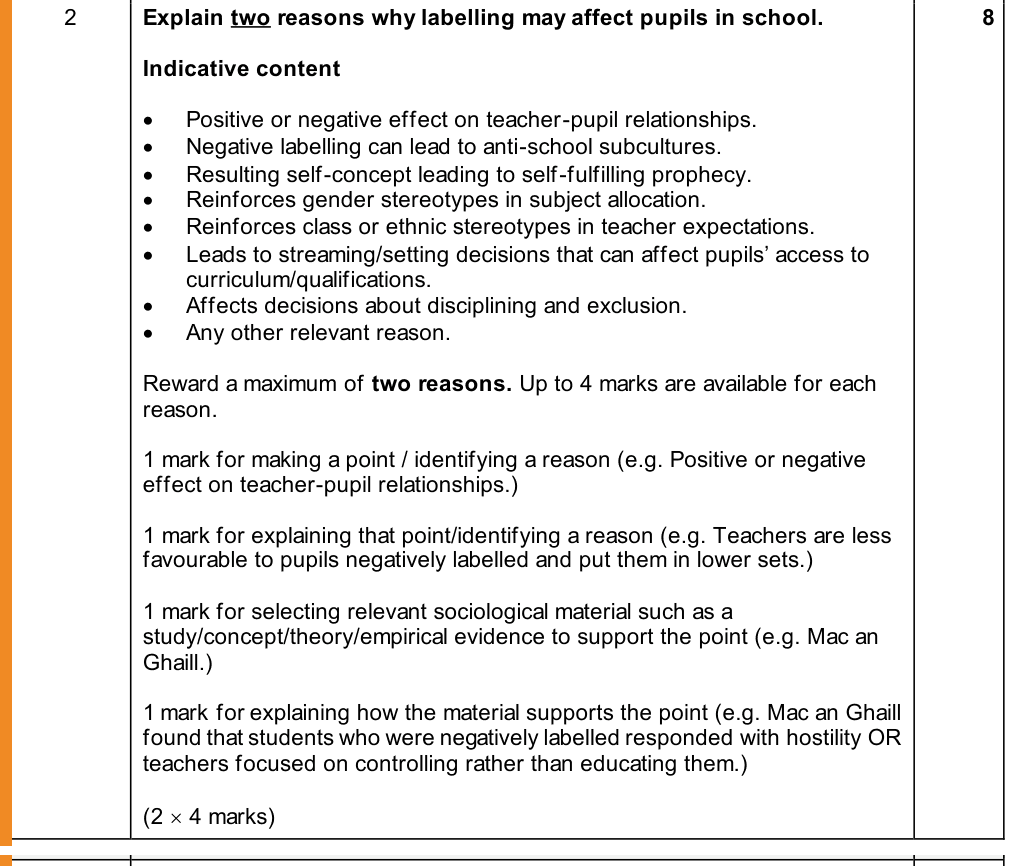 2 Explain two reasons why labelling may affect pupils in school. 8
Indicative content
• Positive or negative effect on teacher-pupil relationships.
• Negative labelling can lead to anti-school subcultures.
• Resulting self-concept leading to self-fulfilling prophecy.
• Reinforces gender stereotypes in subject allocation.
• Reinforces class or ethnic stereotypes in teacher expectations.
• Leads to streaming/setting decisions that can affect pupils’ access to
curriculum/qualifications.
• Affects decisions about disciplining and exclusion.
• Any other relevant reason.
Reward a maximum of two reasons. Up to 4 marks are available for each
reason.
1 mark for making a point / identifying a reason (e.g. Positive or negative
effect on teacher-pupil relationships.)
1 mark for explaining that point/identifying a reason (e.g. Teachers are less
favourable to pupils negatively labelled and put them in lower sets.)
1 mark for selecting relevant sociological material such as a
study/concept/theory/empirical evidence to support the point (e.g. Mac an
Ghaill.)
1 mark for explaining how the material supports the point (e.g. Mac an Ghaill
found that students who were negatively labelled responded with hostility OR
teachers focused on controlling rather than educating them.)
(2 × 4 marks)